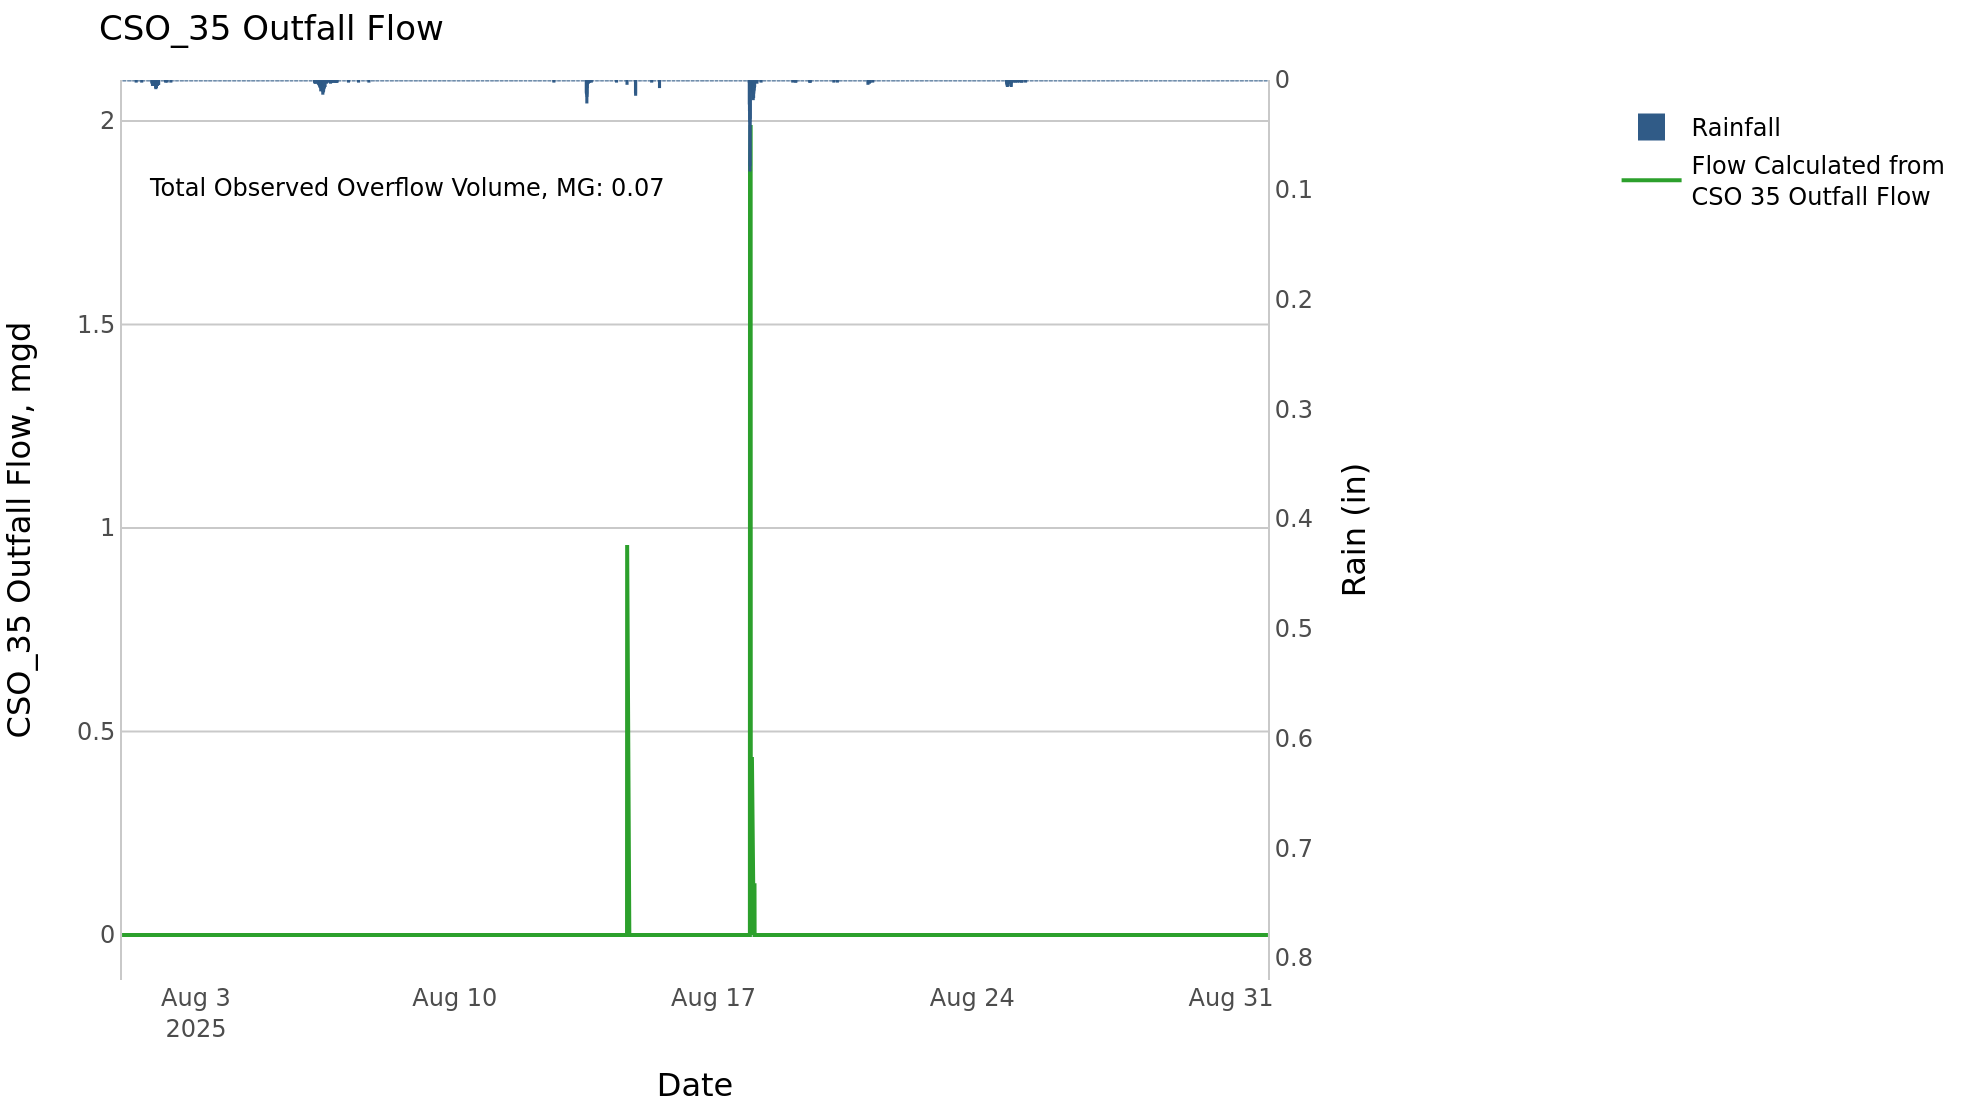 CSO_35 Outfall Flow
Total Observed Overflow Volume, MG: 0.07
CSO_35 Outfall Flow, mgd
2
1.5
1
0.5
0
0
0.1
0.2
0.3
0.4
0.5
0.6
0.7
0.8
Rain (in)
Aug 3
2025
Aug 10
Aug 17
Aug 24
Aug 31
Date
Rainfall
Flow Calculated from
CSO 35 Outfall Flow